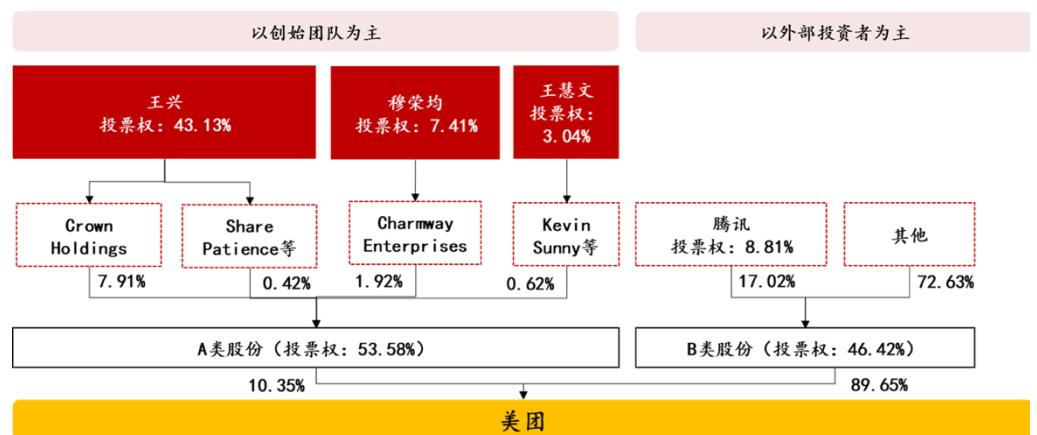 以创始团队为主
以外部投资者为主
王兴
投票权：43.13%
穆荣均
投票权：7.41%
王慧文
投票权：
3.04%
Crown
Holdings
Share
Patience等
Charmway
Enterprises
Kevin
Sunny等
腾讯
投票权：8.81%
其他
7.91%
0.42%
1.92%
0.62%
17.02%
72.63%
A类股份（投票权：53.58%）
B类股份（投票权：46.42%）
10.35%
89.65%
美团